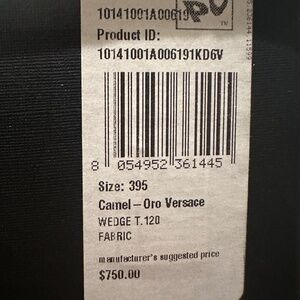 10141001A00619
Product ID:
10141001A006191KD6V
8 054952 361445
Size: 395
Camel–Oro Versace
WEDGE T.120
FABRIC
manufacturer's suggested price
$750.00